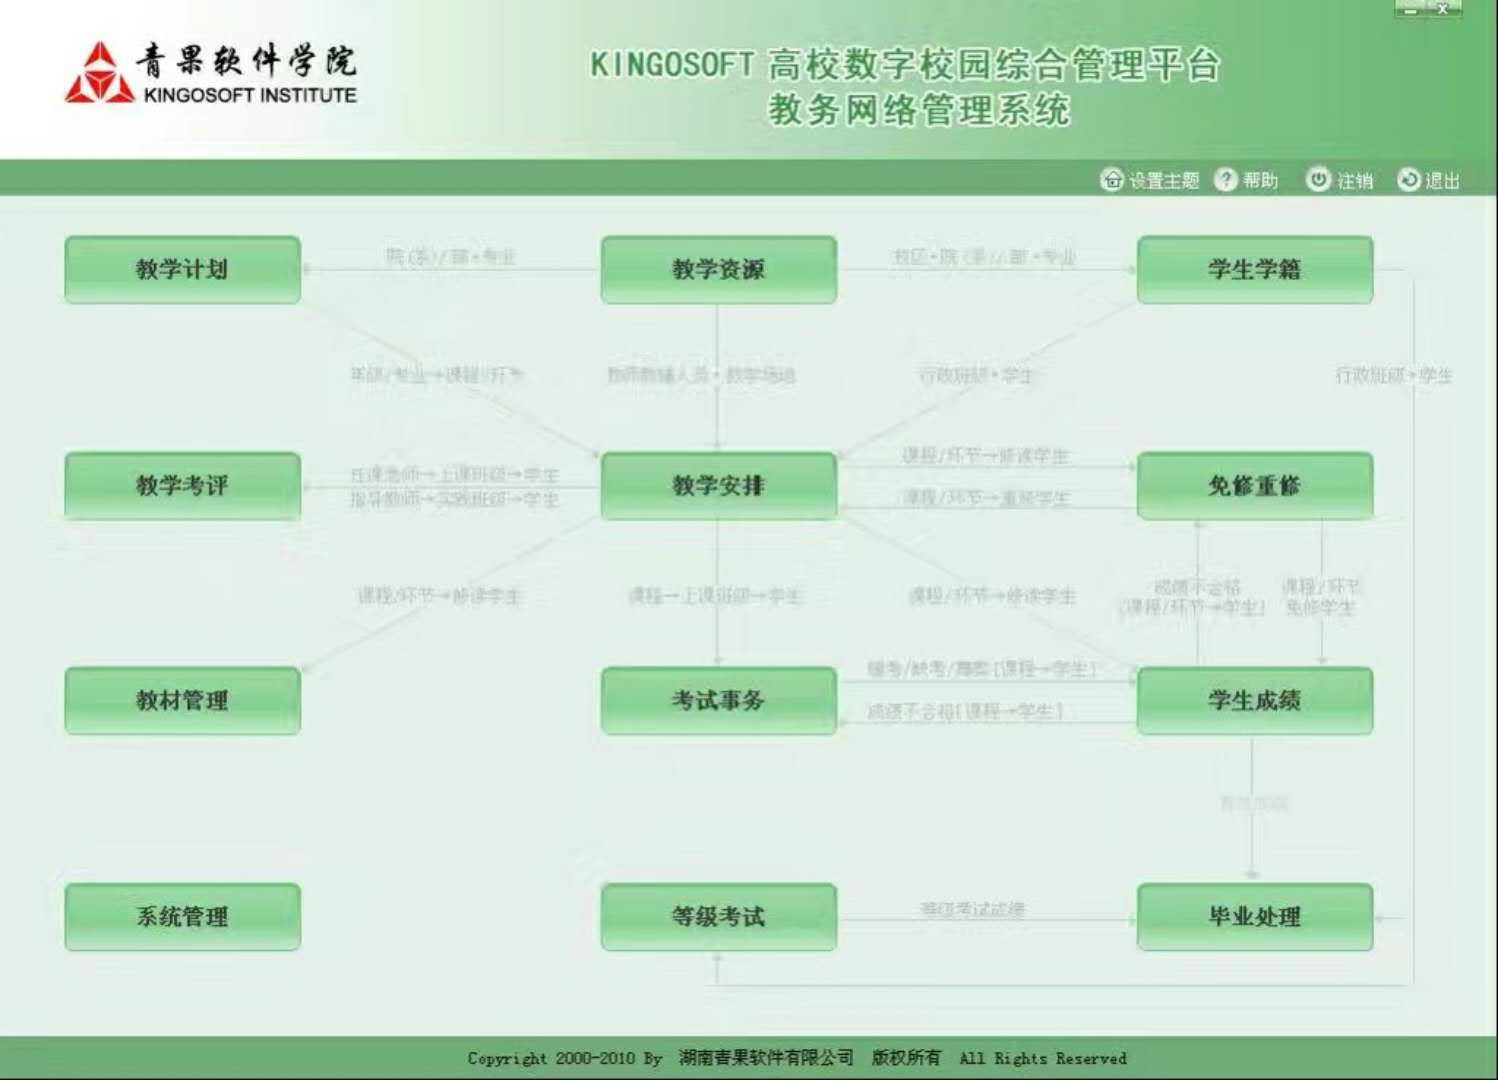 青果软件学院
KINGOSOFT INSTITUTE
KINGOSOFT 高校数字校园综合管理平台
教务网络管理系统
设置主题 帮助 注销 退出
教学计划
院(系)/部·专业
教学资源
校区·院(系)/部·专业
学生学籍
年级/专业→课程/环节
教师教辅人员·教学场地
行政班级·学生
行政班级·学生
教学考评
任课教师→上课班级→学生
指导教师→实践班级→学生
教学安排
课程/环节→修读学生
课程/环节→重修学生
免修重修
课程/环节→修读学生
课程→上课班级→学生
课程/环节→修读学生
成绩不合格
[课程/环节→学生]
课程/环节
免修学生
教材管理
考试事务
缓考/缺考/舞弊[课程→学生]
成绩不合格[课程→学生]
学生成绩
系统管理
等级考试
等级考试成绩
毕业处理
Copyright 2000-2010 By 湖南青果软件有限公司 版权所有 All Rights Reserved